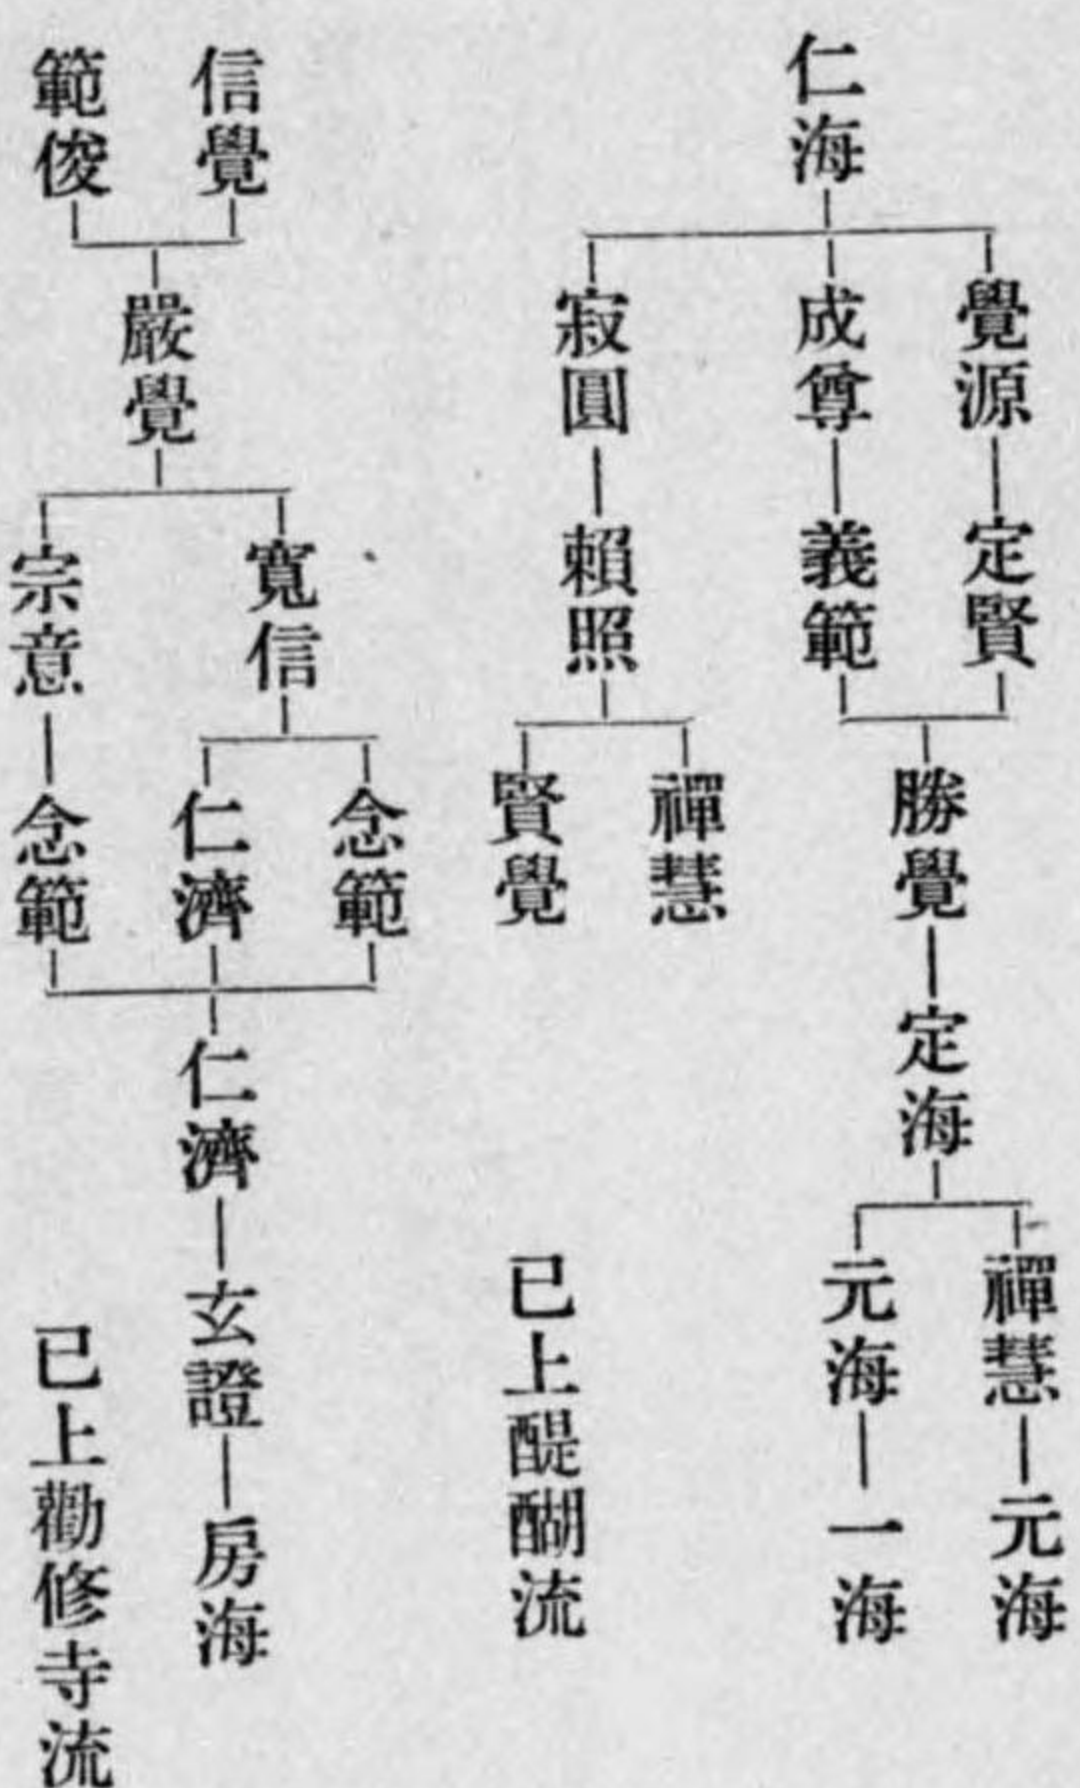 仁海
覺源
定賢
成尊
義範
勝覺
定海
禪慧
元海
元海
一海
寂圓
賴照
禪慧
賢覺
已上醍醐流
信覺
範俊
嚴覺
寬信
念範
仁濟
宗意
念範
仁濟
玄證
房海
已上勸修寺流